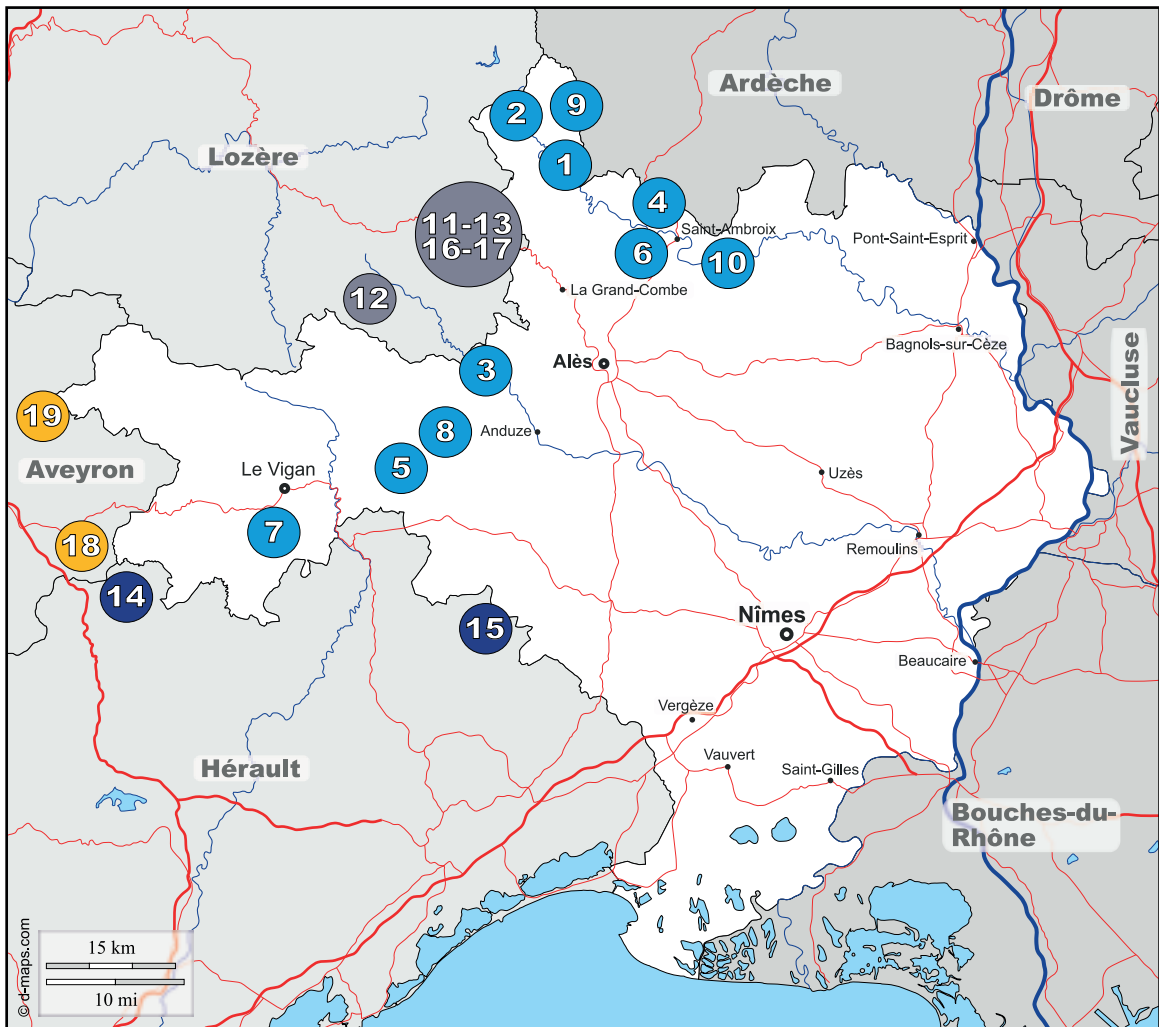 Ardèche
Drôme
2
9
Lozère
1
11-13
16-17
4
Saint-Ambroix
Pont-Saint-Esprit
6
10
La Grand-Combe
12
Bagnols-sur-Cèze
Vaucluse
Alès
3
19
8
Anduze
Aveyron
5
Le Vigan
Uzès
7
18
Remoulins
14
15
Nîmes
Beaucaire
Vergèze
Vauvert
Saint-Gilles
Hérault
Bouches-du-
Rhône
15 km
10 mi
© d-maps.com